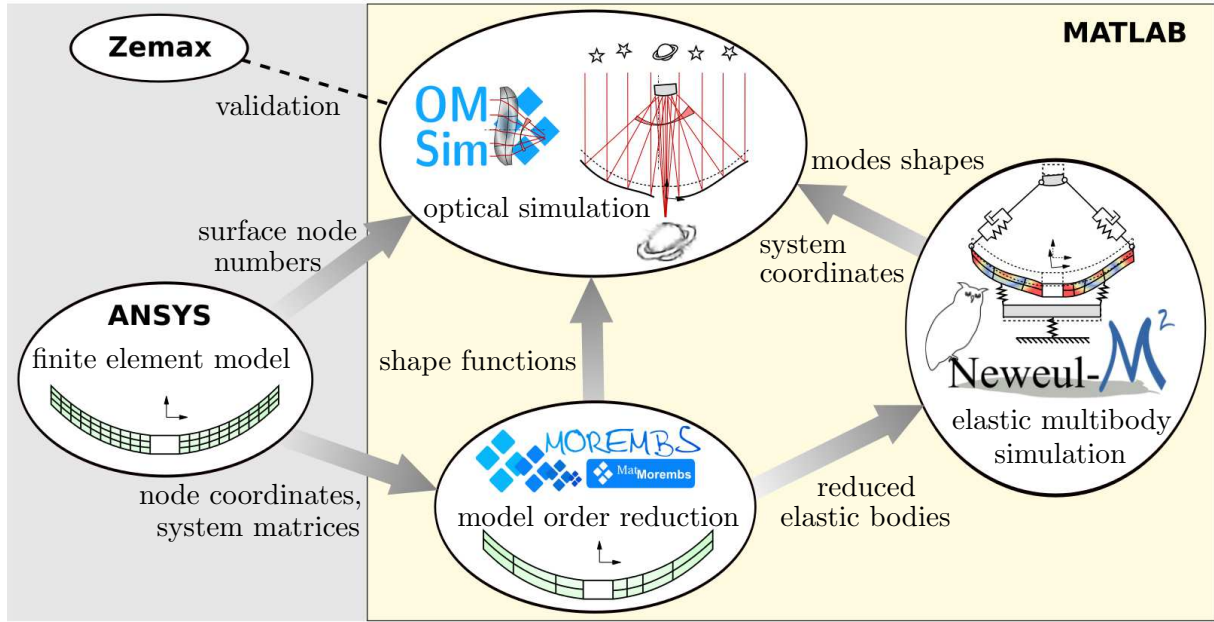 Zemax
MATLAB
validation
OM
Sim
optical simulation
modes shapes
system
coordinates
surface node
numbers
ANSYS
finite element model
shape functions
Neweul-M²
elastic multibody
simulation
MOREMBS
MatMorembs
model order reduction
node coordinates,
system matrices
reduced
elastic bodies